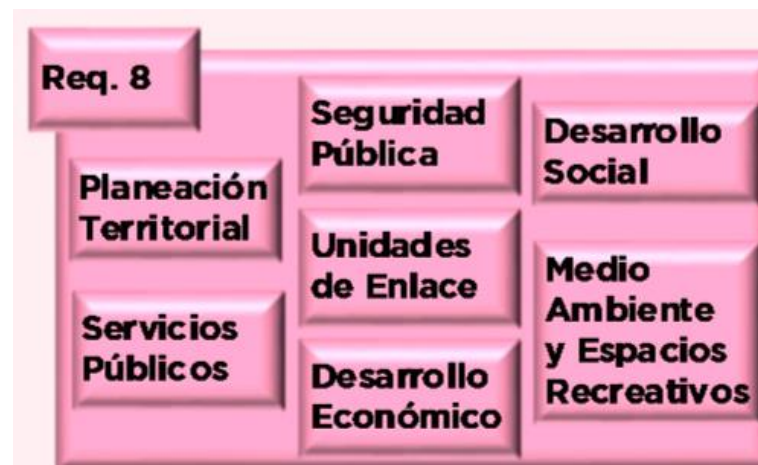 Req. 8
Planeación
Territorial
Servicios
Públicos
Seguridad
Pública
Unidades
de Enlace
Desarrollo
Económico
Desarrollo
Social
Medio
Ambiente
y Espacios
Recreativos